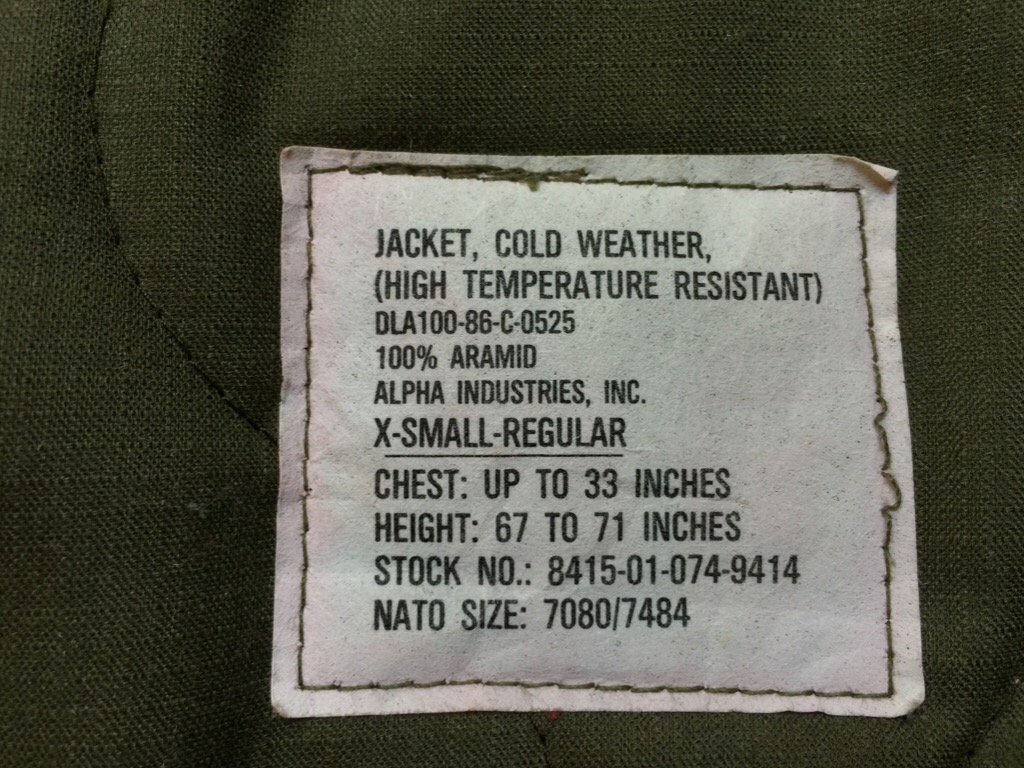 JACKET, COLD WEATHER,
(HIGH TEMPERATURE RESISTANT)
DLA100-86-C-0525
100% ARAMID
ALPHA INDUSTRIES, INC.
X-SMALL-REGULAR
CHEST: UP TO 33 INCHES
HEIGHT: 67 TO 71 INCHES
STOCK NO.: 8415-01-074-9414
NATO SIZE: 7080/7484